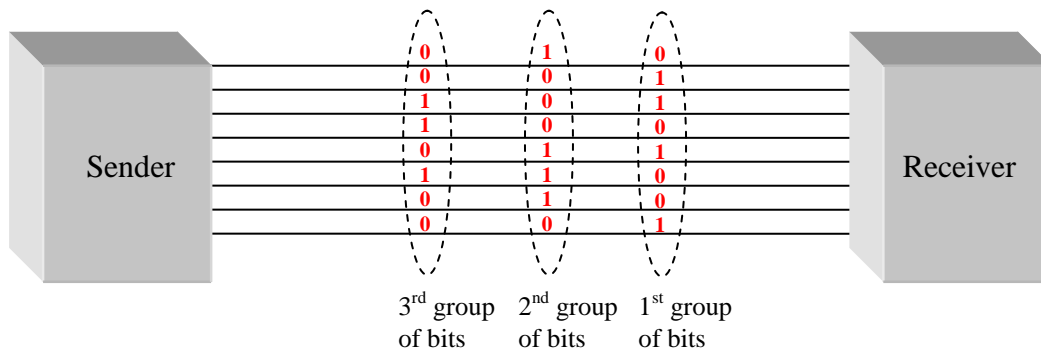 0 1 0
0 0 1
1 0 1
1 0 0
0 1 1
1 1 0
0 1 0
0 0 1
Sender
Receiver
3rd group of bits
2nd group of bits
1st group of bits